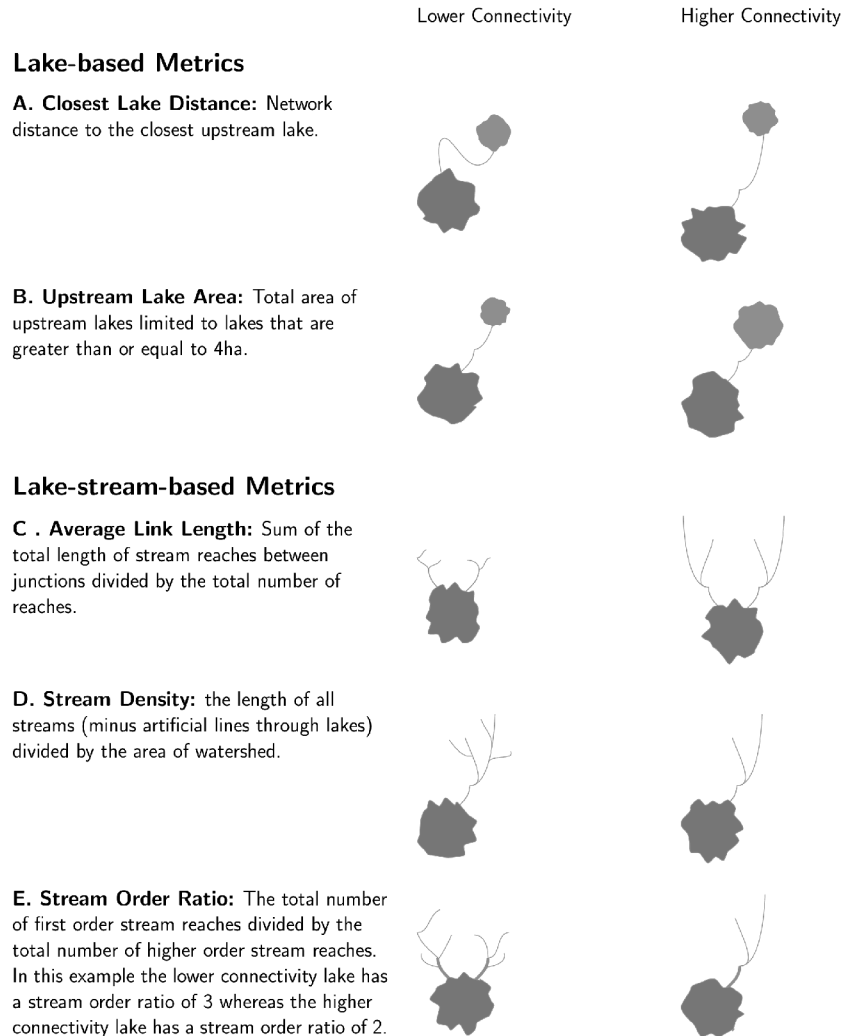 Lower Connectivity Higher Connectivity
Lake-based Metrics
A. Closest Lake Distance: Network
distance to the closest upstream lake.
B. Upstream Lake Area: Total area of
upstream lakes limited to lakes that are
greater than or equal to 4ha.
Lake-stream-based Metrics
C . Average Link Length: Sum of the
total length of stream reaches between
junctions divided by the total number of
reaches.
D. Stream Density: the length of all
streams (minus artificial lines through lakes)
divided by the area of watershed.
E. Stream Order Ratio: The total number
of first order stream reaches divided by the
total number of higher order stream reaches.
In this example the lower connectivity lake has
a stream order ratio of 3 whereas the higher
connectivity lake has a stream order ratio of 2.